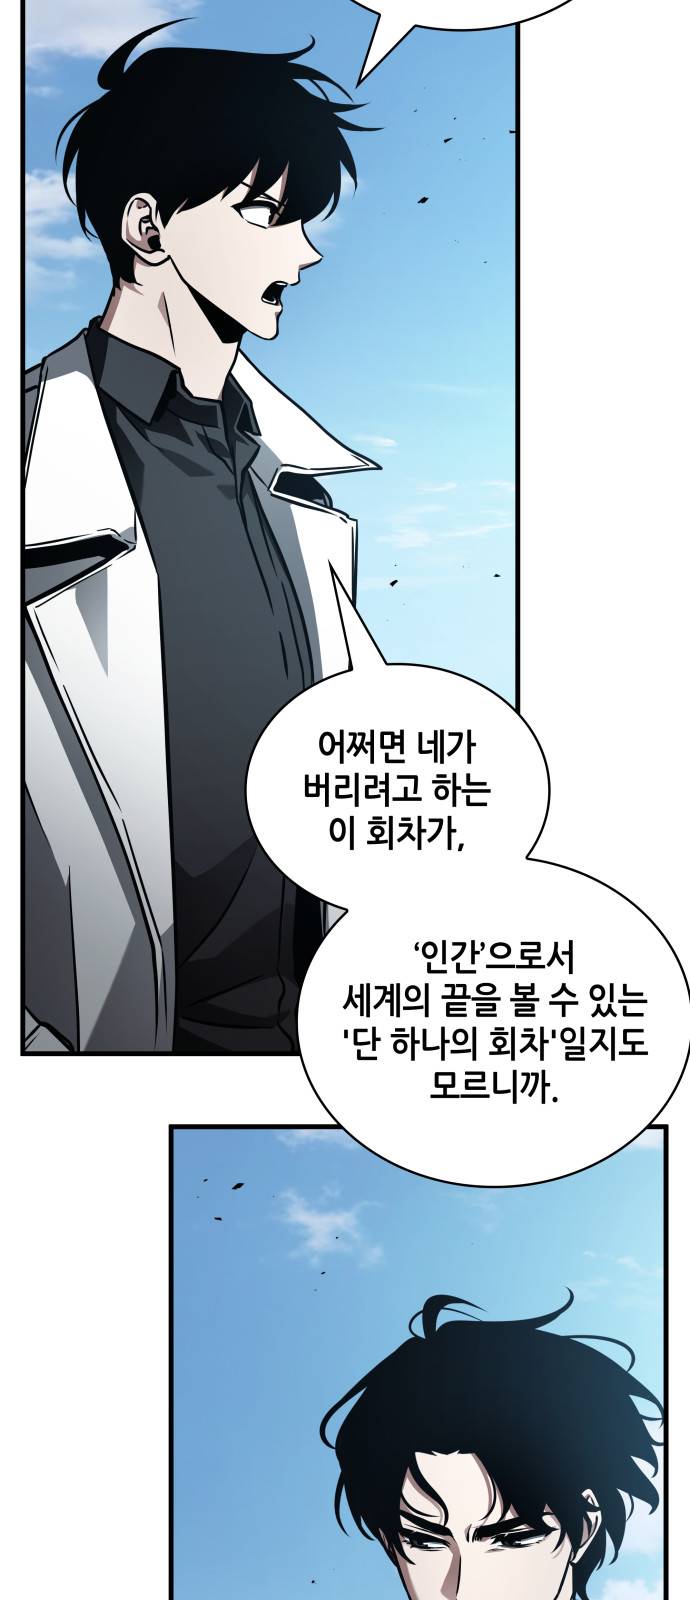 어쩌면 네가
버리려고 하는
이 회차가,
‘인간’으로서
세계의 끝을 볼 수 있는
'단 하나의 회차'일지도
모르니까.